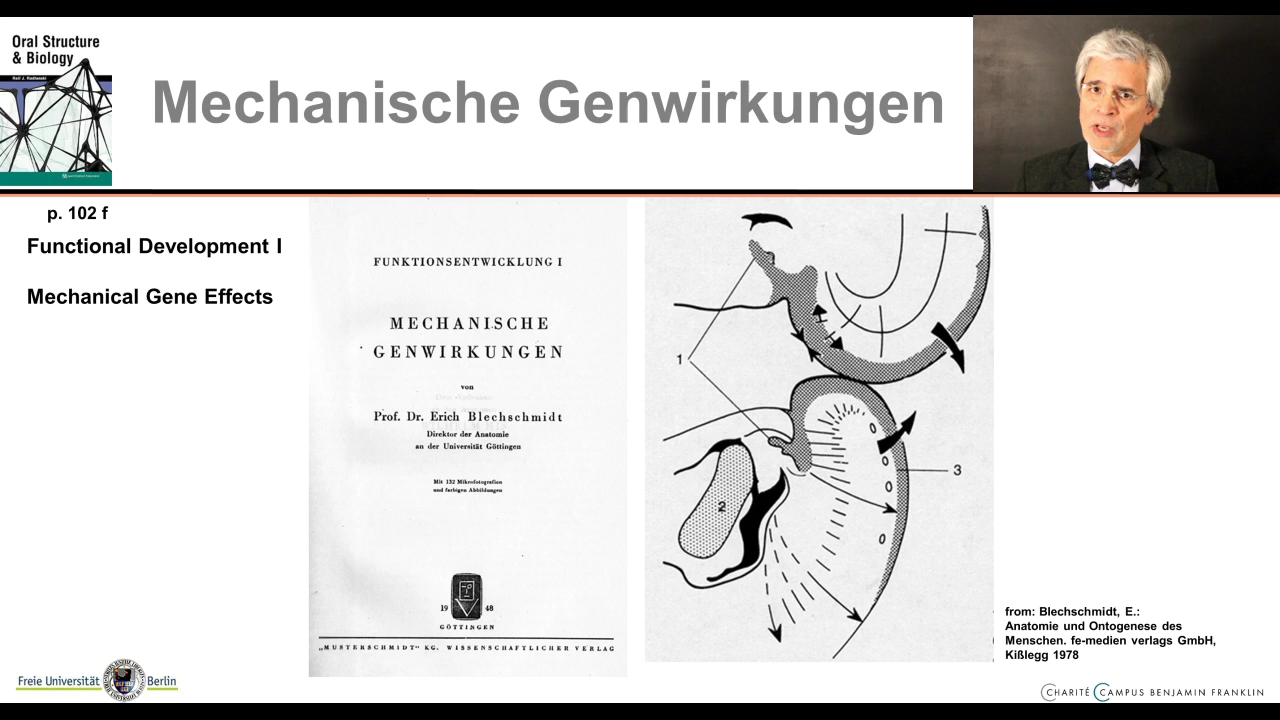 Oral Structure
& Biology
Ralf J. Radlanski
Mechanische Genwirkungen
p. 102 f
Functional Development I
Mechanical Gene Effects
FUNKTIONSENTWICKLUNG I
MECHANISCHE
GENWIRKUNGEN
von
Prof. Dr. Erich Blechschmidt
Direktor der Anatomie
an der Universität Göttingen
Mit 132 Mikrofotografien
und farbigen Abbildungen
19 48
GÖTTINGEN
„MUSTERSCHMIDT“ KG. WISSENSCHAFTLICHER VERLAG
1
2
3
from: Blechschmidt, E.:
Anatomie und Ontogenese des
Menschen. fe-medien verlags GmbH,
Kißlegg 1978
Freie Universität Berlin
CHARITÉ CAMPUS BENJAMIN FRANKLIN